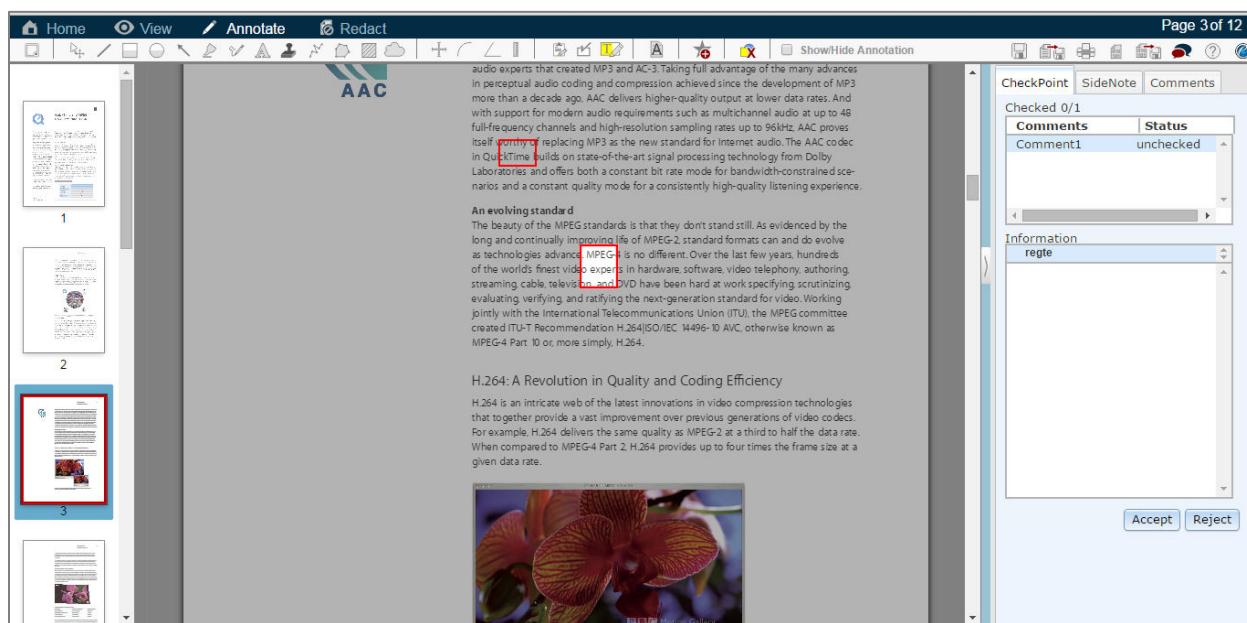 Home View Annotate Redact Page 3 of 12
Show/Hide Annotation
1
2
3
AAC
audio experts that created MP3 and AC-3. Taking full advantage of the many advances
in perceptual audio coding and compression achieved since the development of MP3
more than a decade ago, AAC delivers higher-quality output at lower data rates. And
with support for modern audio requirements such as multichannel audio at up to 48
full-frequency channels and high-resolution sampling rates up to 96kHz, AAC proves
itself worthy of replacing MP3 as the new standard for Internet audio. The AAC codec
in QuickTime builds on state-of-the-art signal processing technology from Dolby
Laboratories and offers both a constant bit rate mode for bandwidth-constrained sce-
narios and a constant quality mode for a consistently high-quality listening experience.
An evolving standard
The beauty of the MPEG standards is that they don't stand still. As evidenced by the
long and continually improving life of MPEG-2, standard formats can and do evolve
as technologies advance. MPEG-4 is no different. Over the last few years, hundreds
of the world's finest video experts in hardware, software, video telephony, authoring,
streaming, cable, television, and DVD have been hard at work specifying, scrutinizing,
evaluating, verifying, and ratifying the next-generation standard for video. Working
jointly with the International Telecommunications Union (ITU), the MPEG committee
created ITU-T Recommendation H.264|ISO/IEC 14496-10 AVC, otherwise known as
MPEG-4 Part 10 or, more simply, H.264.
H.264: A Revolution in Quality and Coding Efficiency
H.264 is an intricate web of the latest innovations in video compression technologies
that together provide a vast improvement over previous generations of video codecs.
For example, H.264 delivers the same quality as MPEG-2 at a third to half the data rate.
When compared to MPEG-4 Part 2, H.264 provides up to four times the frame size at a
given data rate.
CheckPoint SideNote Comments
Checked 0/1
Comments Status
Comment1 unchecked
Information
regte
Accept Reject